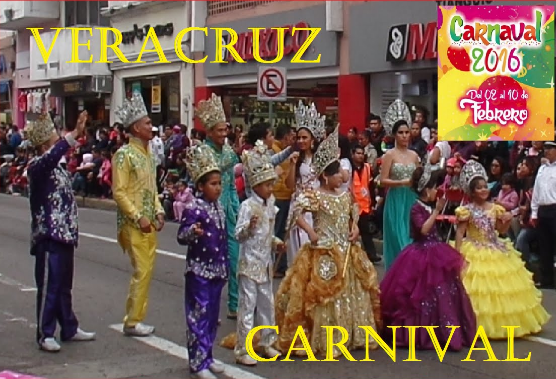 VERACRUZ
Carnaval
2016
Del 02 al 10 de
Febrero
CARNIVAL